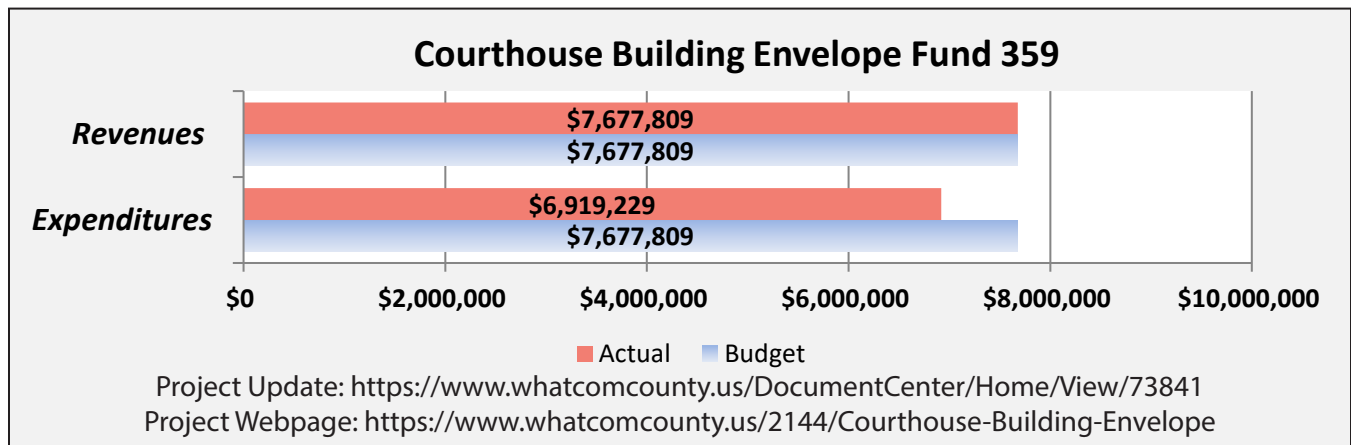 Courthouse Building Envelope Fund 359
Revenues
$7,677,809
$7,677,809
Expenditures
$6,919,229
$7,677,809
$0 $2,000,000 $4,000,000 $6,000,000 $8,000,000 $10,000,000
Actual Budget
Project Update: https://www.whatcomcounty.us/DocumentCenter/Home/View/73841
Project Webpage: https://www.whatcomcounty.us/2144/Courthouse-Building-Envelope